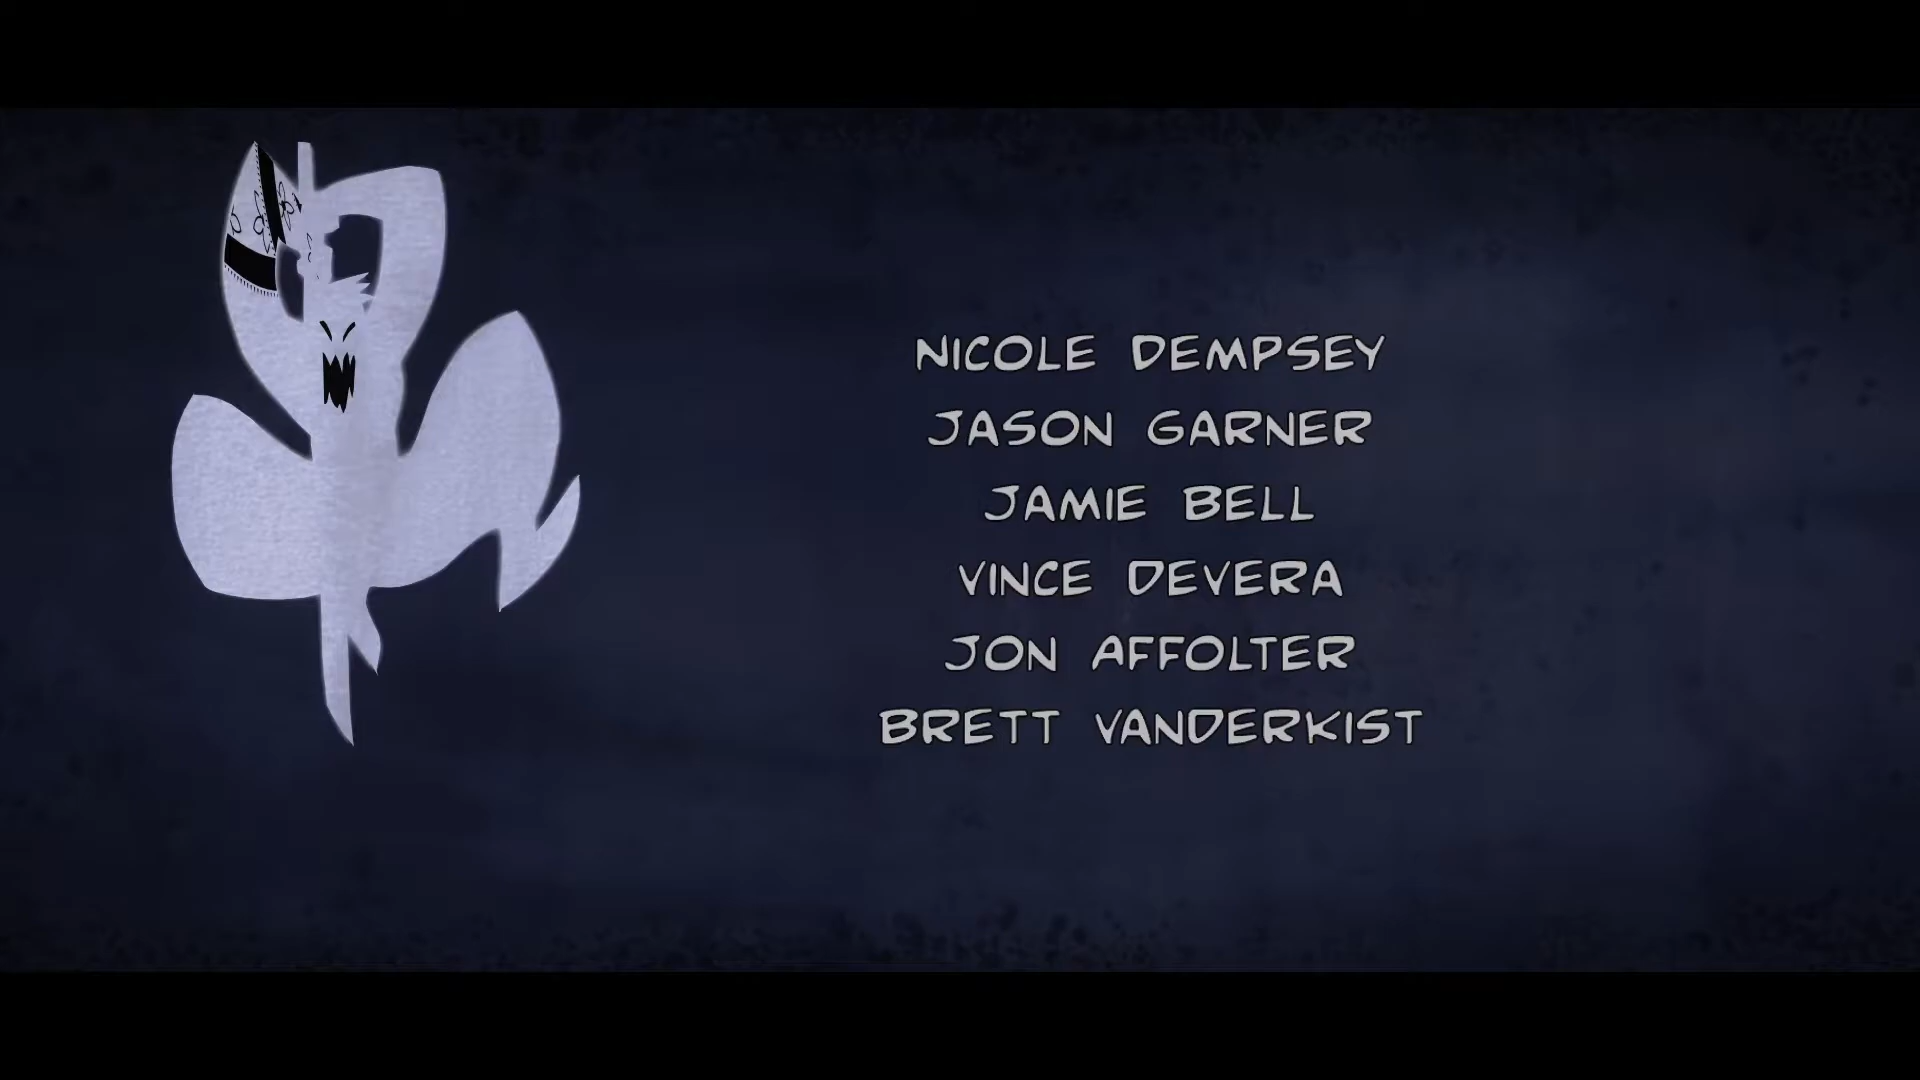 NICOLE DEMPSEY
JASON GARNER
JAMIE BELL
VINCE DEVERA
JON AFFOLTER
BRETT VANDERKIST